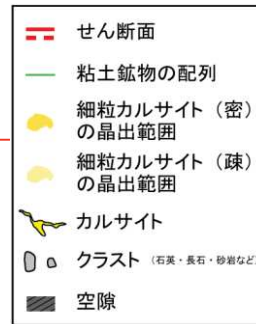 せん断面
粘土鉱物の配列
細粒カルサイト（密）
の晶出範囲
細粒カルサイト（疎）
の晶出範囲
カルサイト
クラスト（石英・長石・砂岩など）
空隙